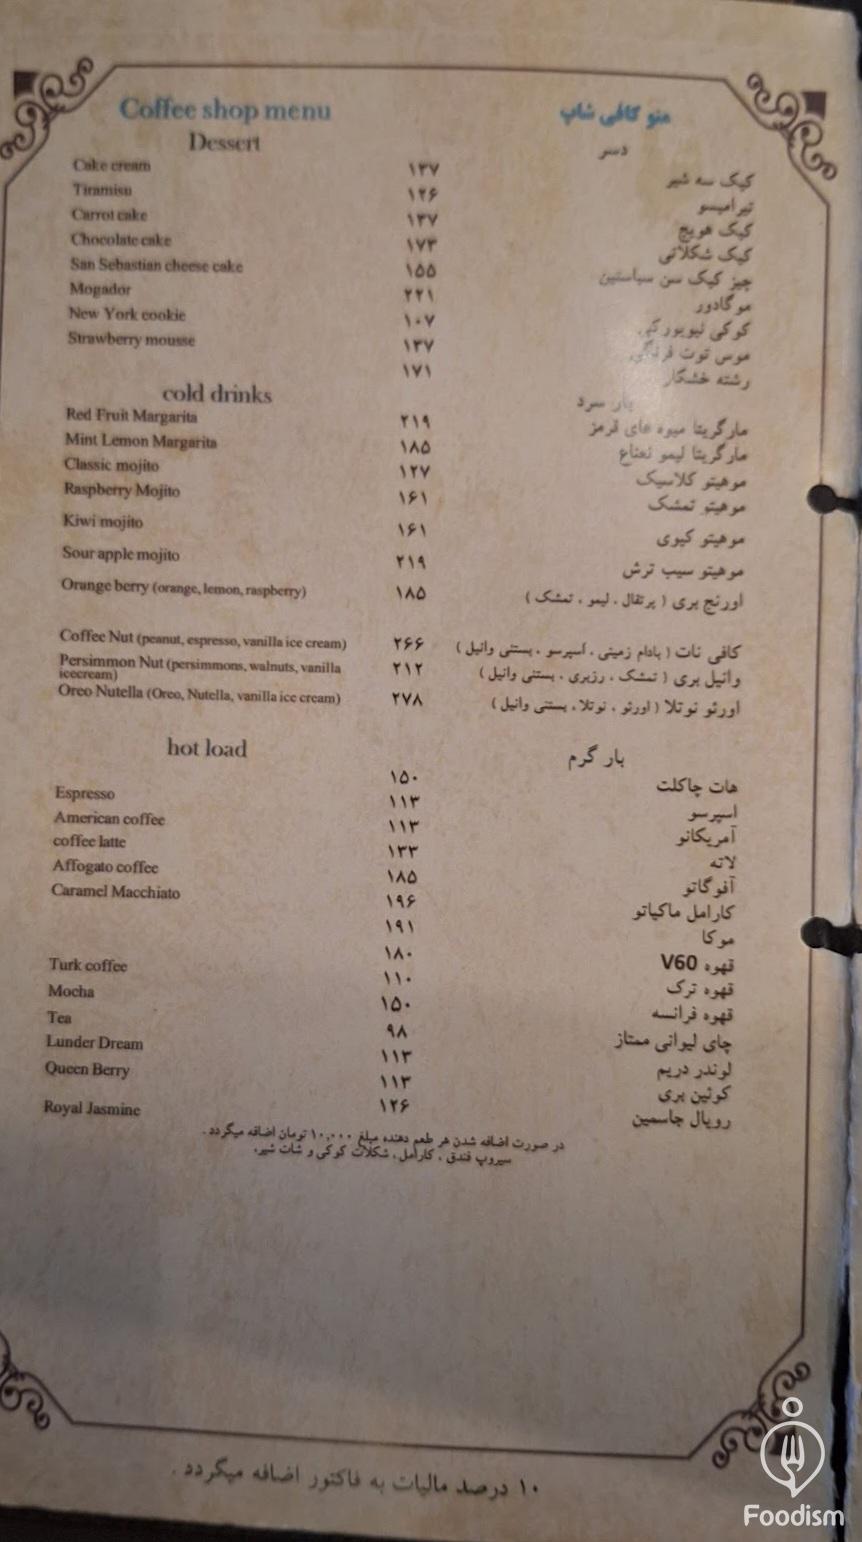 Coffee shop menu منو کافی شاپ
Dessert دسر
Cake cream ۱۳۷ کیک سه شیر
Tiramisu ۱۲۶ تیرامیسو
Carrot cake ۱۳۷ کیک هویج
Chocolate cake ۱۷۳ کیک شکلاتی
San Sebastian cheese cake ۱۵۵ چیز کیک سن سباستین
Mogador ۲۲۱ موگادور
New York cookie ۱۰۷ کوکی نیویورکی
Strawberry mousse ۱۳۷ موس توت فرنگی
۱۷۱ رشته خشکار
cold drinks بار سرد
Red Fruit Margarita ۲۱۹ مارگریتا میوه های قرمز
Mint Lemon Margarita ۱۸۵ مارگریتا لیمو نعناع
Classic mojito ۱۲۷ موهیتو کلاسیک
Raspberry Mojito ۱۶۱ موهیتو تمشک
Kiwi mojito ۱۶۱ موهیتو کیوی
Sour apple mojito ۲۱۹ موهیتو سیب ترش
Orange berry (orange, lemon, raspberry) ۱۸۵ اورنج بری ( پرتقال ، لیمو ، تمشک )
Coffee Nut (peanut, espresso, vanilla ice cream) ۲۶۶ کافی نات ( بادام زمینی ، اسپرسو ، بستنی وانیل )
Persimmon Nut (persimmons, walnuts, vanilla icecream) ۲۱۲ وانیل بری ( تمشک ، رزبری ، بستنی وانیل )
Oreo Nutella (Oreo, Nutella, vanilla ice cream) ۲۷۸ اورئو نوتلا ( اورئو ، نوتلا ، بستنی وانیل )
hot load بار گرم
۱۵۰ هات چاکلت
Espresso ۱۱۳ اسپرسو
American coffee ۱۱۳ آمریکانو
coffee latte ۱۳۳ لاته
Affogato coffee ۱۸۵ آفوگاتو
Caramel Macchiato ۱۹۶ کارامل ماکیاتو
۱۹۱ موکا
۱۸۰ قهوه V60
Turk coffee ۱۱۰ قهوه ترک
Mocha ۱۵۰ قهوه فرانسه
Tea ۹۸ چای لیوانی ممتاز
Lunder Dream ۱۱۳ لوندر دریم
Queen Berry ۱۱۳ کوئین بری
Royal Jasmine ۱۲۶ رویال جاسمین
در صورت اضافه شدن هر طعم دهنده مبلغ ۱۰,۰۰۰ تومان اضافه میگردد .
سیروپ فندق ، کارامل ، شکلات کوکی و شات شیر.
۱۰ درصد مالیات به فاکتور اضافه میگردد .
Foodism